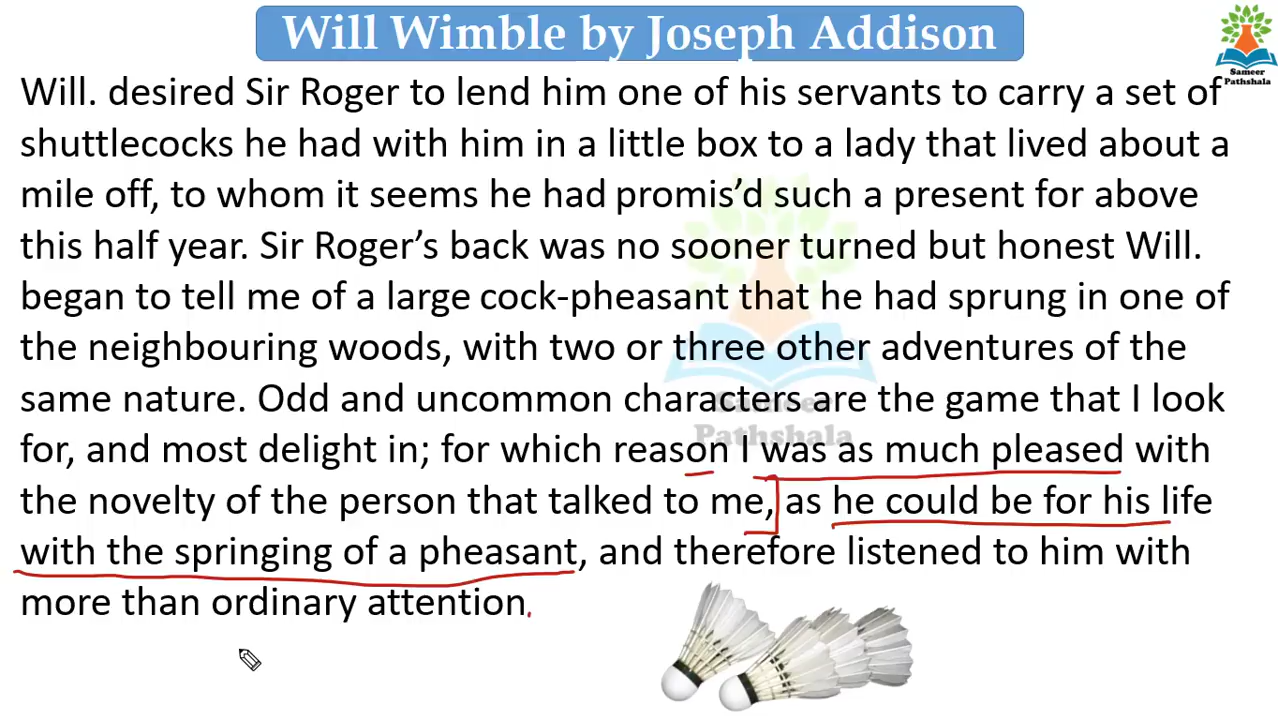 Will Wimble by Joseph Addison
Sameer
Pathshala
Will. desired Sir Roger to lend him one of his servants to carry a set of
shuttlecocks he had with him in a little box to a lady that lived about a
mile off, to whom it seems he had promis’d such a present for above
this half year. Sir Roger’s back was no sooner turned but honest Will.
began to tell me of a large cock-pheasant that he had sprung in one of
the neighbouring woods, with two or three other adventures of the
same nature. Odd and uncommon characters are the game that I look
for, and most delight in; for which reason I was as much pleased with
the novelty of the person that talked to me, as he could be for his life
with the springing of a pheasant, and therefore listened to him with
more than ordinary attention.
Sameer
Pathshala